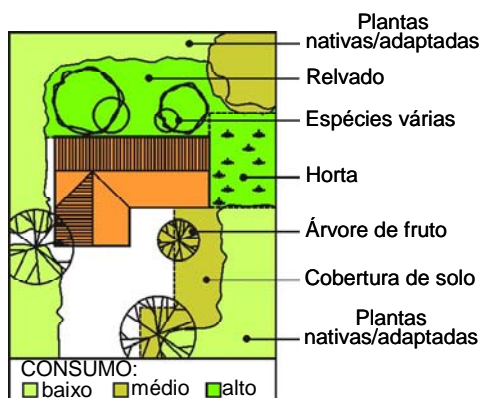 Plantas
nativas/adaptadas
Relvado
Espécies várias
Horta
Árvore de fruto
Cobertura de solo
Plantas
nativas/adaptadas
CONSUMO:
baixo médio alto